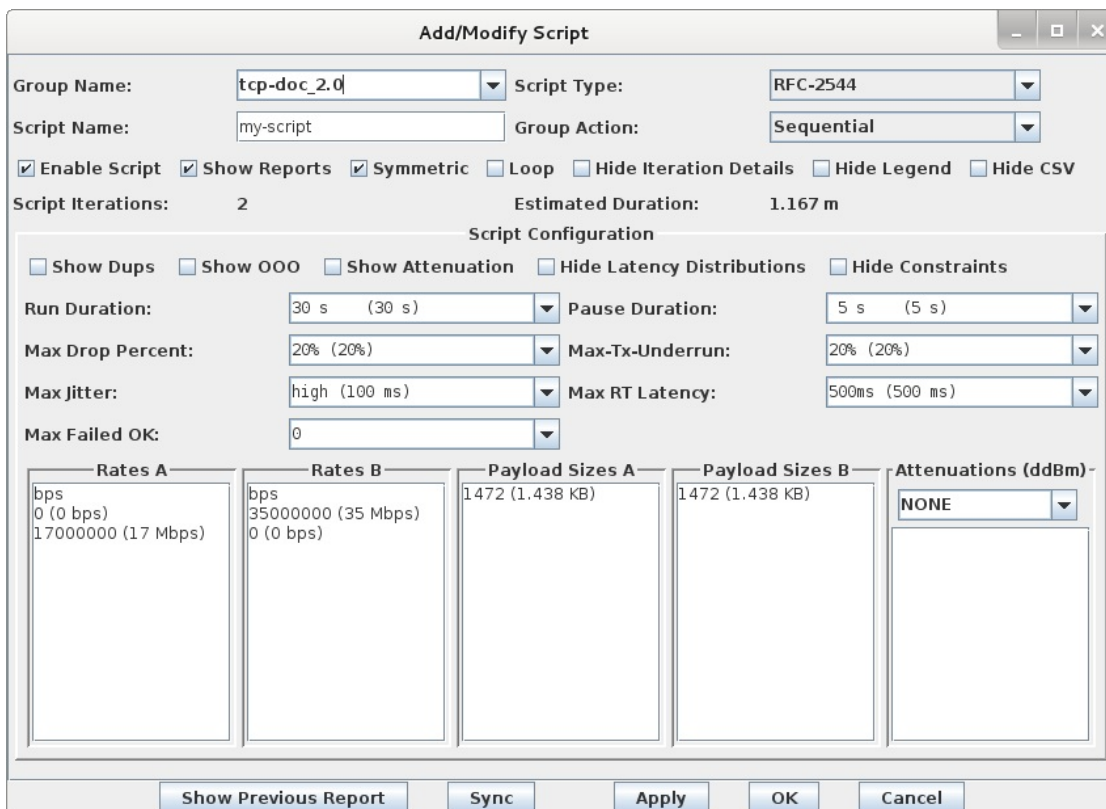 Add/Modify Script
Group Name: tcp-doc_2.0 Script Type: RFC-2544
Script Name: my-script Group Action: Sequential
Enable Script Show Reports Symmetric Loop Hide Iteration Details Hide Legend Hide CSV
Script Iterations: 2 Estimated Duration: 1.167 m
Script Configuration
Show Dups Show OOO Show Attenuation Hide Latency Distributions Hide Constraints
Run Duration: 30 s (30 s) Pause Duration: 5 s (5 s)
Max Drop Percent: 20% (20%) Max-Tx-Underrun: 20% (20%)
Max Jitter: high (100 ms) Max RT Latency: 500ms (500 ms)
Max Failed OK: 0
Rates A Rates B Payload Sizes A Payload Sizes B Attenuations (ddBm)
bps bps 1472 (1.438 KB) 1472 (1.438 KB) NONE
0 (0 bps) 35000000 (35 Mbps)
17000000 (17 Mbps) 0 (0 bps)
Show Previous Report Sync Apply OK Cancel